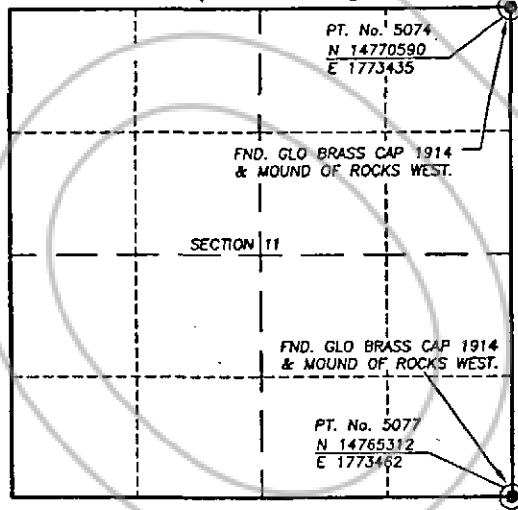 PT. No. 5074
N 14770590
E 1773435
FND. GLO BRASS CAP 1914
& MOUND OF ROCKS WEST.
SECTION 11
FND. GLO BRASS CAP 1914
& MOUND OF ROCKS WEST.
PT. No. 5077
N 14765312
E 1773462